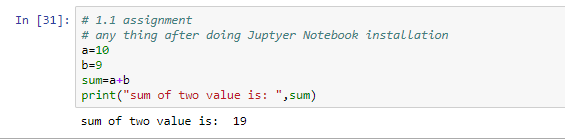 In [31]: # 1.1 assignment
# any thing after doing Juptyer Notebook installation
a=10
b=9
sum=a+b
print("sum of two value is: ",sum)
sum of two value is:  19